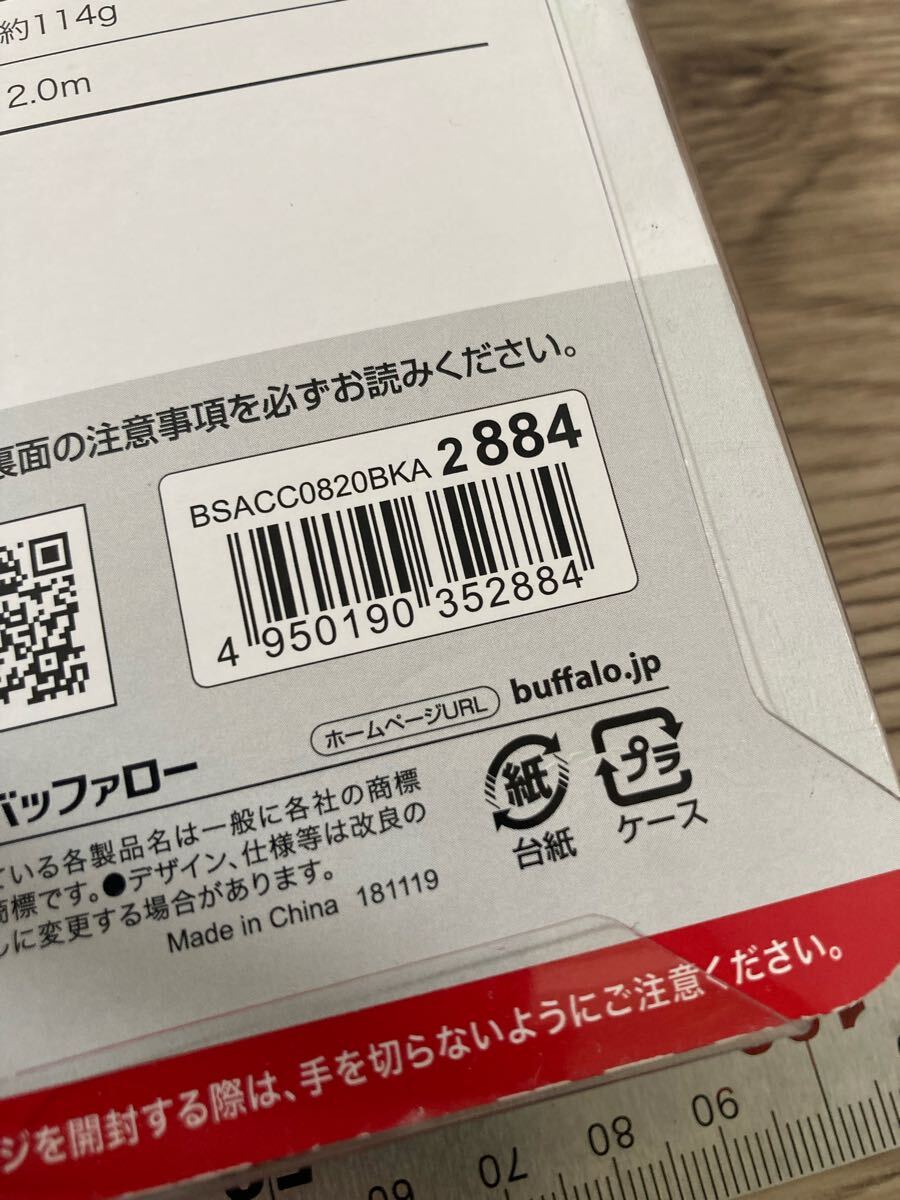 約114g
2.0m
裏面の注意事項を必ずお読みください。
BSACC0820BKA 2884
4 950190 352884
ホームページURL buffalo.jp
バッファロー
紙
台紙
プラ
ケース
ている各製品名は一般に各社の商標
商標です。●デザイン、仕様等は改良の
しに変更する場合があります。
Made in China 181119
ジを開封する際は、手を切らないようにご注意ください。
60 70 80 90